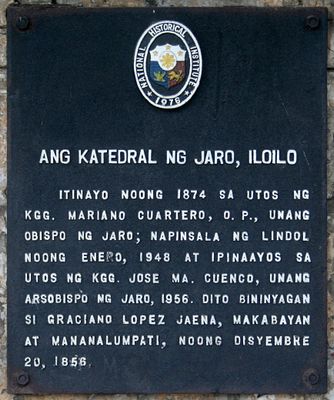 NATIONAL HISTORICAL INSTITUTE
1976
ANG KATEDRAL NG JARO, ILOILO
ITINAYO NOONG 1874 SA UTOS NG
KGG. MARIANO CUARTERO, O. P., UNANG
OBISPO NG JARO; NAPINSALA NG LINDOL
NOONG ENERO, 1948 AT IPINAAYOS SA
UTOS NG KGG. JOSE MA. CUENCO, UNANG
ARSOBISPO NG JARO, 1956. DITO BININYAGAN
SI GRACIANO LOPEZ JAENA, MAKABAYAN
AT MANANALUMPATI, NOONG DISYEMBRE
20, 1856.